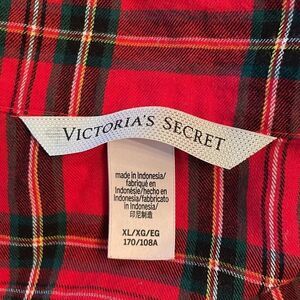 VICTORIA'S SECRET
made in Indonesia/
fabriqué en
Indonésie/hecho en
Indonesia/fabbricato
in Indonesia/
印尼制造
XL/XG/EG
170/108A